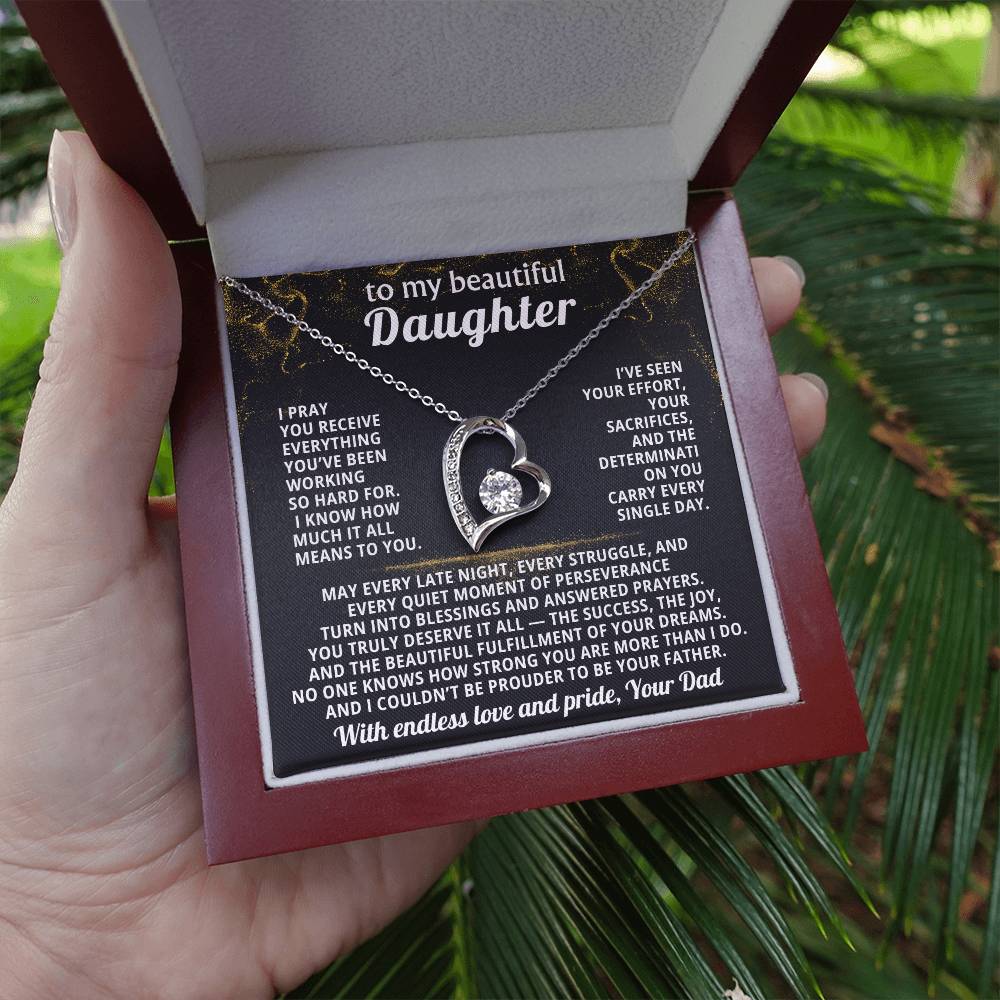 to my beautiful
Daughter
I PRAY
YOU RECEIVE
EVERYTHING
YOU'VE BEEN
WORKING
SO HARD FOR.
I KNOW HOW
MUCH IT ALL
MEANS TO YOU.
I'VE SEEN
YOUR EFFORT,
YOUR
SACRIFICES,
AND THE
DETERMINATI
ON YOU
CARRY EVERY
SINGLE DAY.
MAY EVERY LATE NIGHT, EVERY STRUGGLE, AND
EVERY QUIET MOMENT OF PERSEVERANCE
TURN INTO BLESSINGS AND ANSWERED PRAYERS.
YOU TRULY DESERVE IT ALL — THE SUCCESS, THE JOY,
AND THE BEAUTIFUL FULFILLMENT OF YOUR DREAMS.
NO ONE KNOWS HOW STRONG YOU ARE MORE THAN I DO.
AND I COULDN'T BE PROUDER TO BE YOUR FATHER.
With endless love and pride, Your Dad